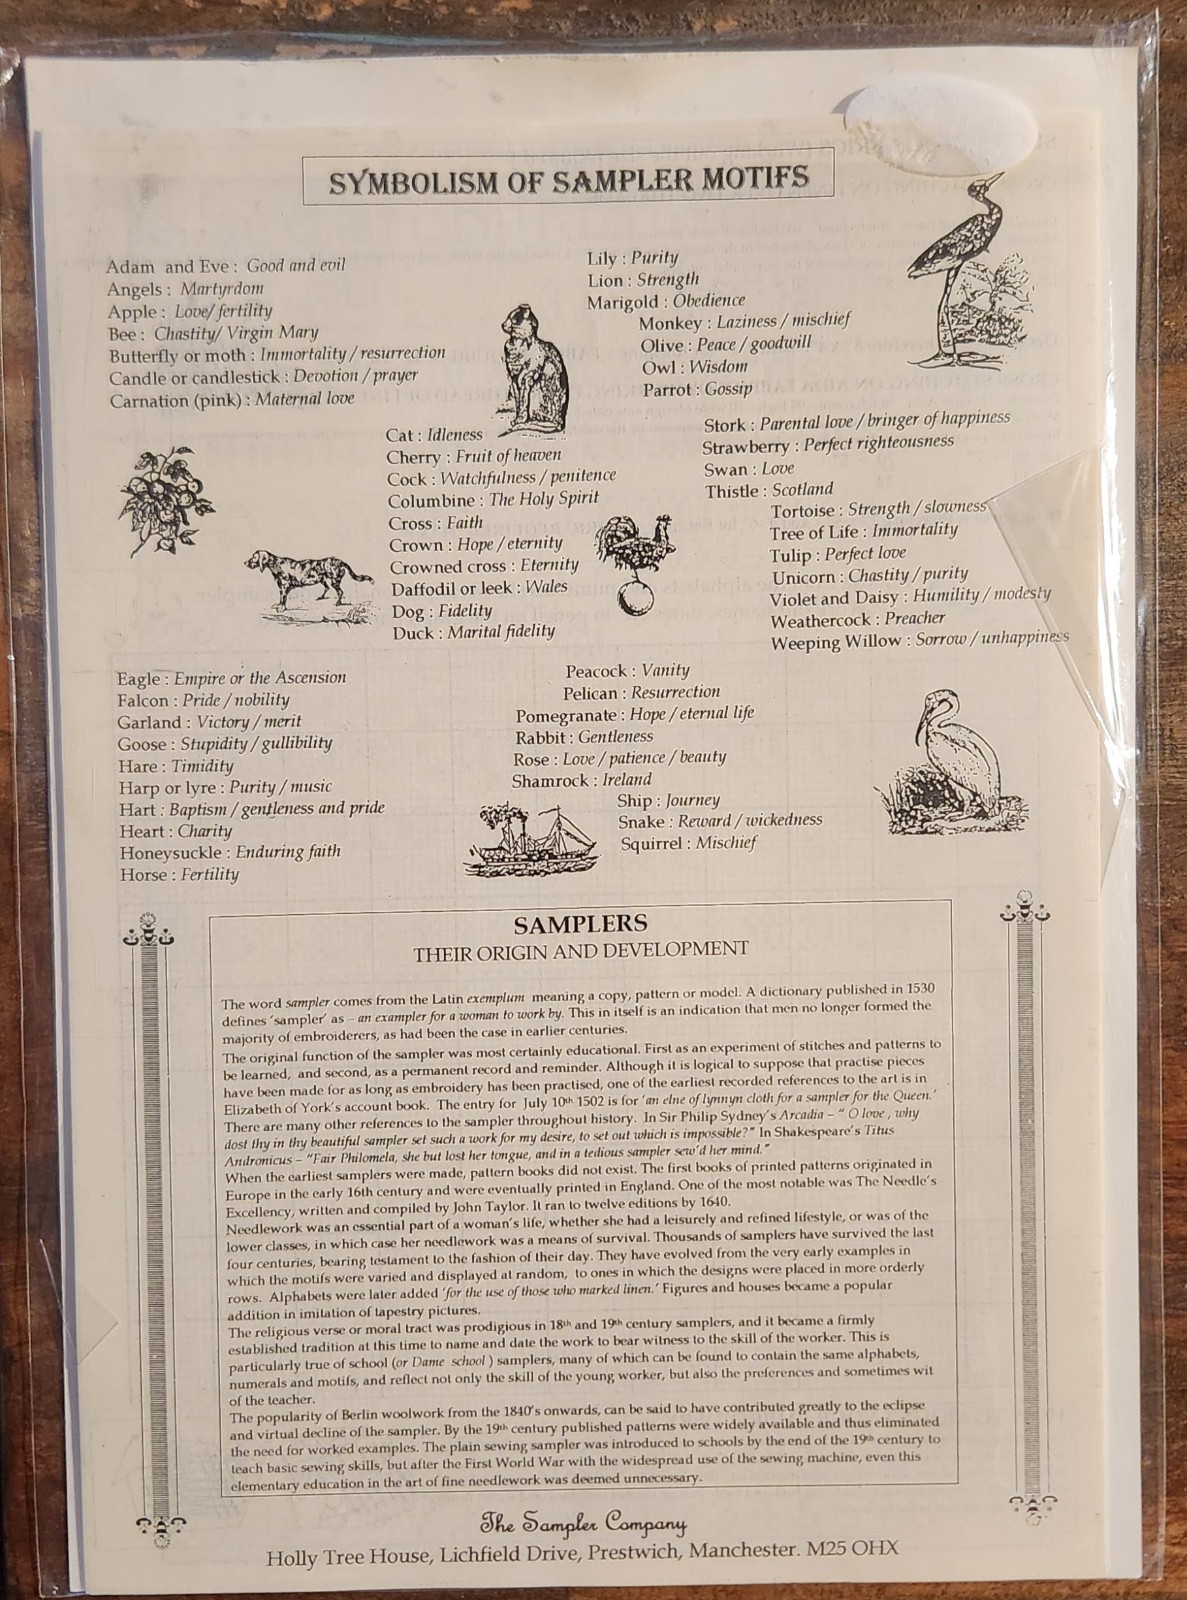 SYMBOLISM OF SAMPLER MOTIFS
Adam and Eve : Good and evil
Angels : Martyrdom
Apple : Love/ fertility
Bee : Chastity/ Virgin Mary
Butterfly or moth : Immortality / resurrection
Candle or candlestick : Devotion / prayer
Carnation (pink) : Maternal love
Cat : Idleness
Cherry : Fruit of heaven
Cock : Watchfulness / penitence
Columbine : The Holy Spirit
Cross : Faith
Crown : Hope / eternity
Crowned cross : Eternity
Daffodil or leek : Wales
Dog : Fidelity
Duck : Marital fidelity
Eagle : Empire or the Ascension
Falcon : Pride / nobility
Garland : Victory / merit
Goose : Stupidity / gullibility
Hare : Timidity
Harp or lyre : Purity / music
Hart : Baptism / gentleness and pride
Heart : Charity
Honeysuckle : Enduring faith
Horse : Fertility
Lily : Purity
Lion : Strength
Marigold : Obedience
Monkey : Laziness / mischief
Olive : Peace / goodwill
Owl : Wisdom
Parrot : Gossip
Peacock : Vanity
Pelican : Resurrection
Pomegranate : Hope / eternal life
Rabbit : Gentleness
Rose : Love / patience / beauty
Shamrock : Ireland
Ship : Journey
Snake : Reward / wickedness
Squirrel : Mischief
Stork : Parental love / bringer of happiness
Strawberry : Perfect righteousness
Swan : Love
Thistle : Scotland
Tortoise : Strength / slowness
Tree of Life : Immortality
Tulip : Perfect love
Unicorn : Chastity / purity
Violet and Daisy : Humility / modesty
Weathercock : Preacher
Weeping Willow : Sorrow / unhappiness
SAMPLERS
THEIR ORIGIN AND DEVELOPMENT
The word sampler comes from the Latin exemplum meaning a copy, pattern or model. A dictionary published in 1530
defines 'sampler' as – an exampler for a woman to work by. This in itself is an indication that men no longer formed the
majority of embroiderers, as had been the case in earlier centuries.
The original function of the sampler was most certainly educational. First as an experiment of stitches and patterns to
be learned, and second, as a permanent record and reminder. Although it is logical to suppose that practise pieces
have been made for as long as embroidery has been practised, one of the earliest recorded references to the art is in
Elizabeth of York's account book. The entry for July 10th 1502 is for 'an elne of lynnyn cloth for a sampler for the Queen.'
There are many other references to the sampler throughout history. In Sir Philip Sydney's Arcadia – " O love , why
dost thy in thy beautiful sampler set such a work for my desire, to set out which is impossible?" In Shakespeare's Titus
Andronicus – "Fair Philomela, she but lost her tongue, and in a tedious sampler sew'd her mind."
When the earliest samplers were made, pattern books did not exist. The first books of printed patterns originated in
Europe in the early 16th century and were eventually printed in England. One of the most notable was The Needle's
Excellency, written and compiled by John Taylor. It ran to twelve editions by 1640.
Needlework was an essential part of a woman's life, whether she had a leisurely and refined lifestyle, or was of the
lower classes, in which case her needlework was a means of survival. Thousands of samplers have survived the last
four centuries, bearing testament to the fashion of their day. They have evolved from the very early examples in
which the motifs were varied and displayed at random, to ones in which the designs were placed in more orderly
rows. Alphabets were later added 'for the use of those who marked linen.' Figures and houses became a popular
addition in imitation of tapestry pictures.
The religious verse or moral tract was prodigious in 18th and 19th century samplers, and it became a firmly
established tradition at this time to name and date the work to bear witness to the skill of the worker. This is
particularly true of school (or Dame school ) samplers, many of which can be found to contain the same alphabets,
numerals and motifs, and reflect not only the skill of the young worker, but also the preferences and sometimes wit
of the teacher.
The popularity of Berlin woolwork from the 1840's onwards, can be said to have contributed greatly to the eclipse
and virtual decline of the sampler. By the 19th century published patterns were widely available and thus eliminated
the need for worked examples. The plain sewing sampler was introduced to schools by the end of the 19th century to
teach basic sewing skills, but after the First World War with the widespread use of the sewing machine, even this
elementary education in the art of fine needlework was deemed unnecessary.
The Sampler Company
Holly Tree House, Lichfield Drive, Prestwich, Manchester. M25 OHX